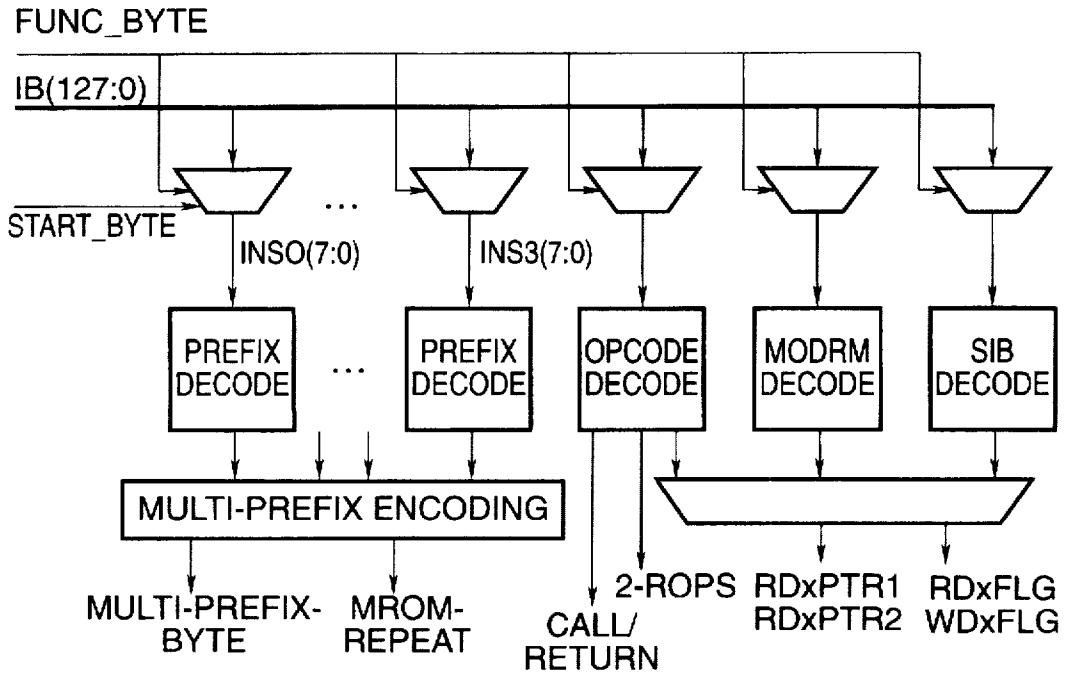 FUNC_BYTE
IB(127:0)
START_BYTE
...
INSO(7:0)
INS3(7:0)
PREFIX
DECODE
...
PREFIX
DECODE
OPCODE
DECODE
MODRM
DECODE
SIB
DECODE
MULTI-PREFIX ENCODING
MULTI-PREFIX-
BYTE
MROM-
REPEAT
CALL/
RETURN
2-ROPS
RDxPTR1
RDxPTR2
RDxFLG
WDxFLG